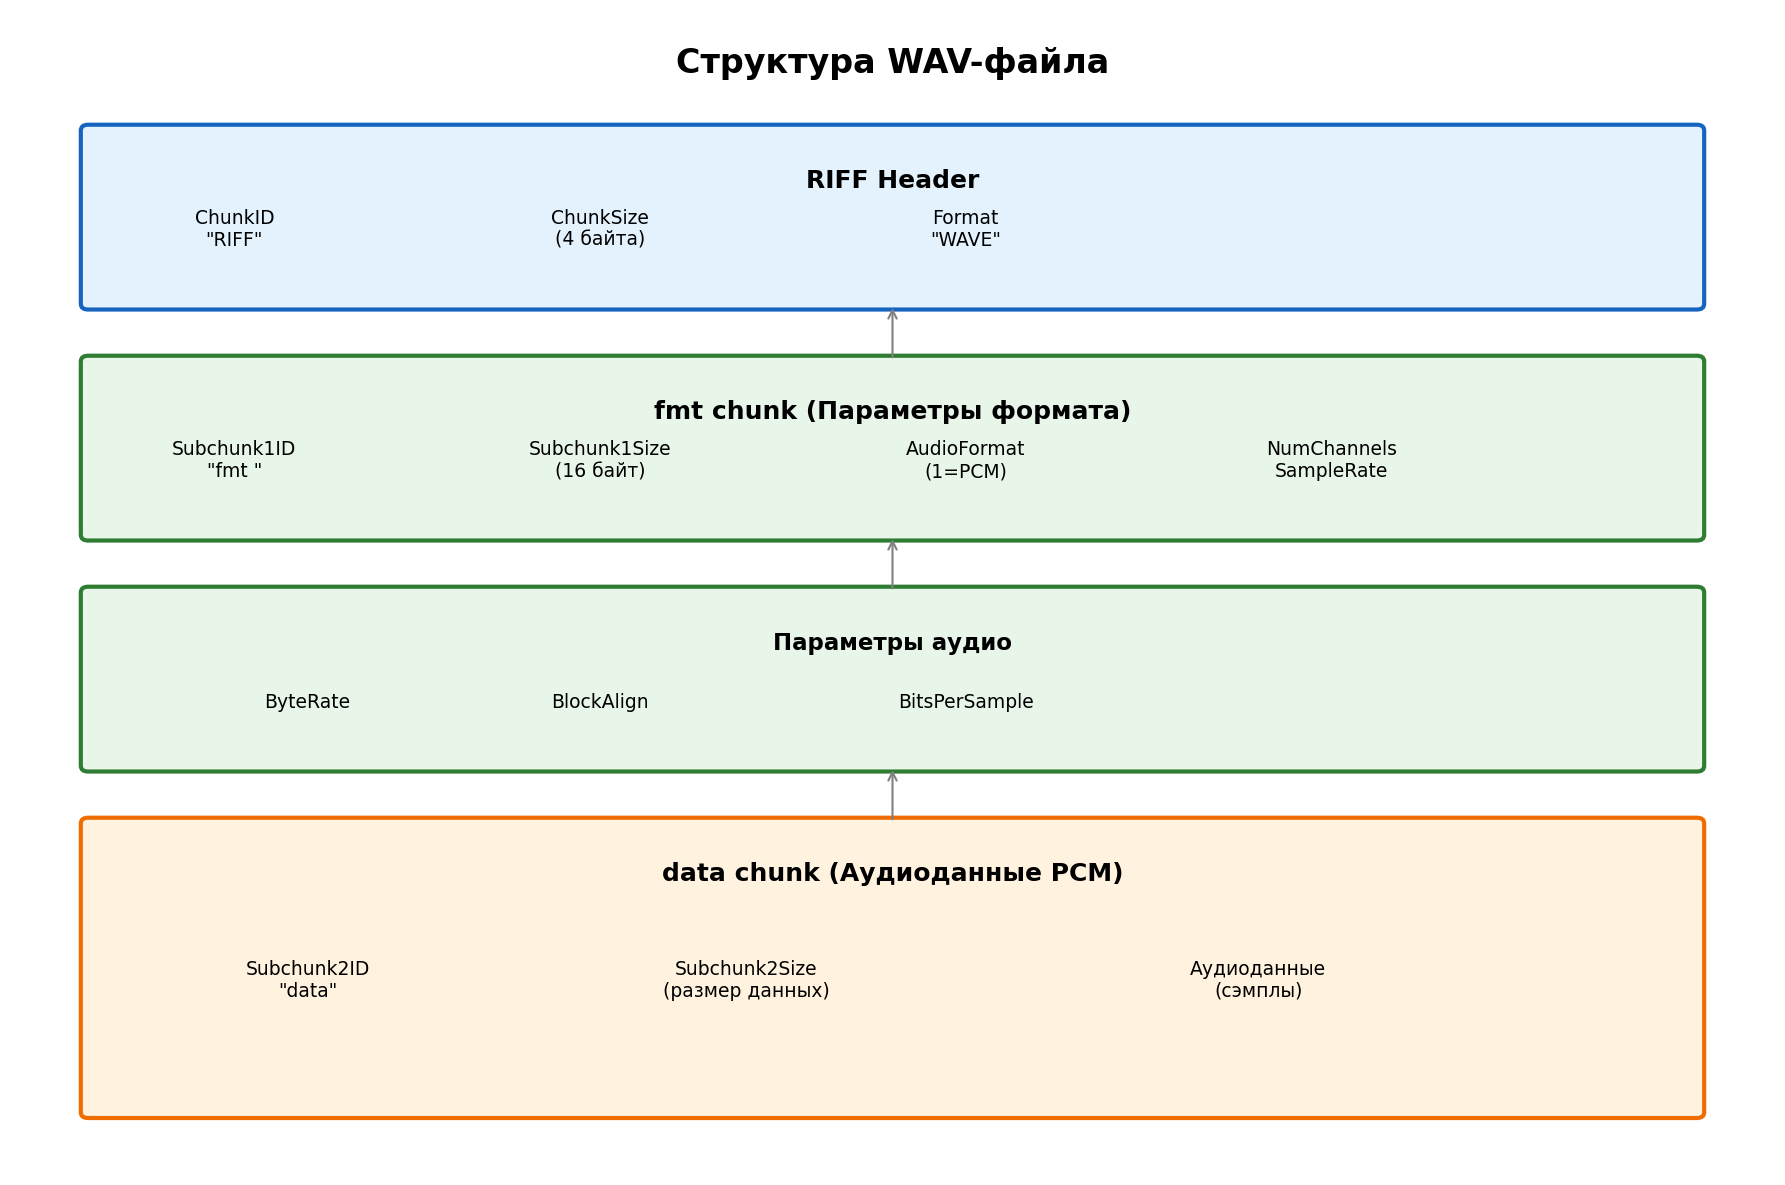 Структура WAV-файла
RIFF Header
ChunkID
"RIFF"
ChunkSize
(4 байта)
Format
"WAVE"
fmt chunk (Параметры формата)
Subchunk1ID
"fmt "
Subchunk1Size
(16 байт)
AudioFormat
(1=PCM)
NumChannels
SampleRate
Параметры аудио
ByteRate
BlockAlign
BitsPerSample
data chunk (Аудиоданные PCM)
Subchunk2ID
"data"
Subchunk2Size
(размер данных)
Аудиоданные
(сэмплы)